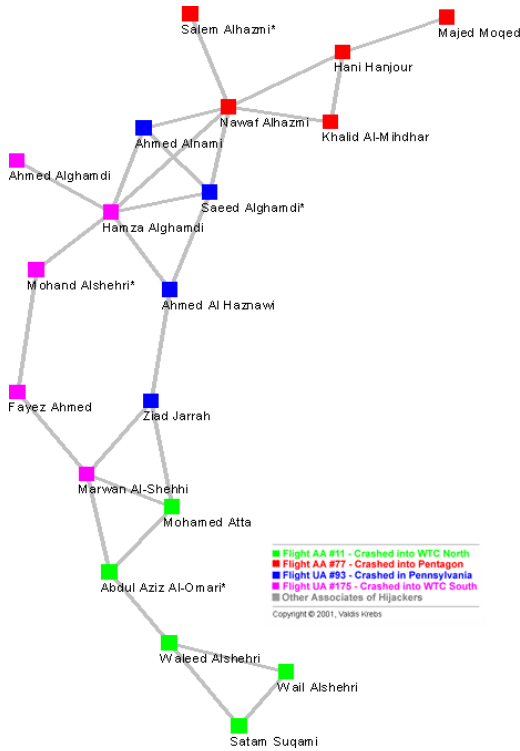 Salem Alhazmi*
Majed Moqed
Hani Hanjour
Nawaf Alhazmi
Khalid Al-Mihdhar
Ahmed Alnami
Ahmed Alghamdi
Saeed Alghamdi*
Hamza Alghamdi
Mohand Alshehri*
Ahmed Al Haznawi
Fayez Ahmed
Ziad Jarrah
Marwan Al-Shehhi
Mohamed Atta
Abdul Aziz Al-Omari*
Waleed Alshehri
Wail Alshehri
Satam Suqami
Flight AA #11 - Crashed into WTC North
Flight AA #77 - Crashed into Pentagon
Flight UA #93 - Crashed in Pennsylvania
Flight UA #175 - Crashed into WTC South
Other Associates of Hijackers
Copyright © 2001, Valdis Krebs